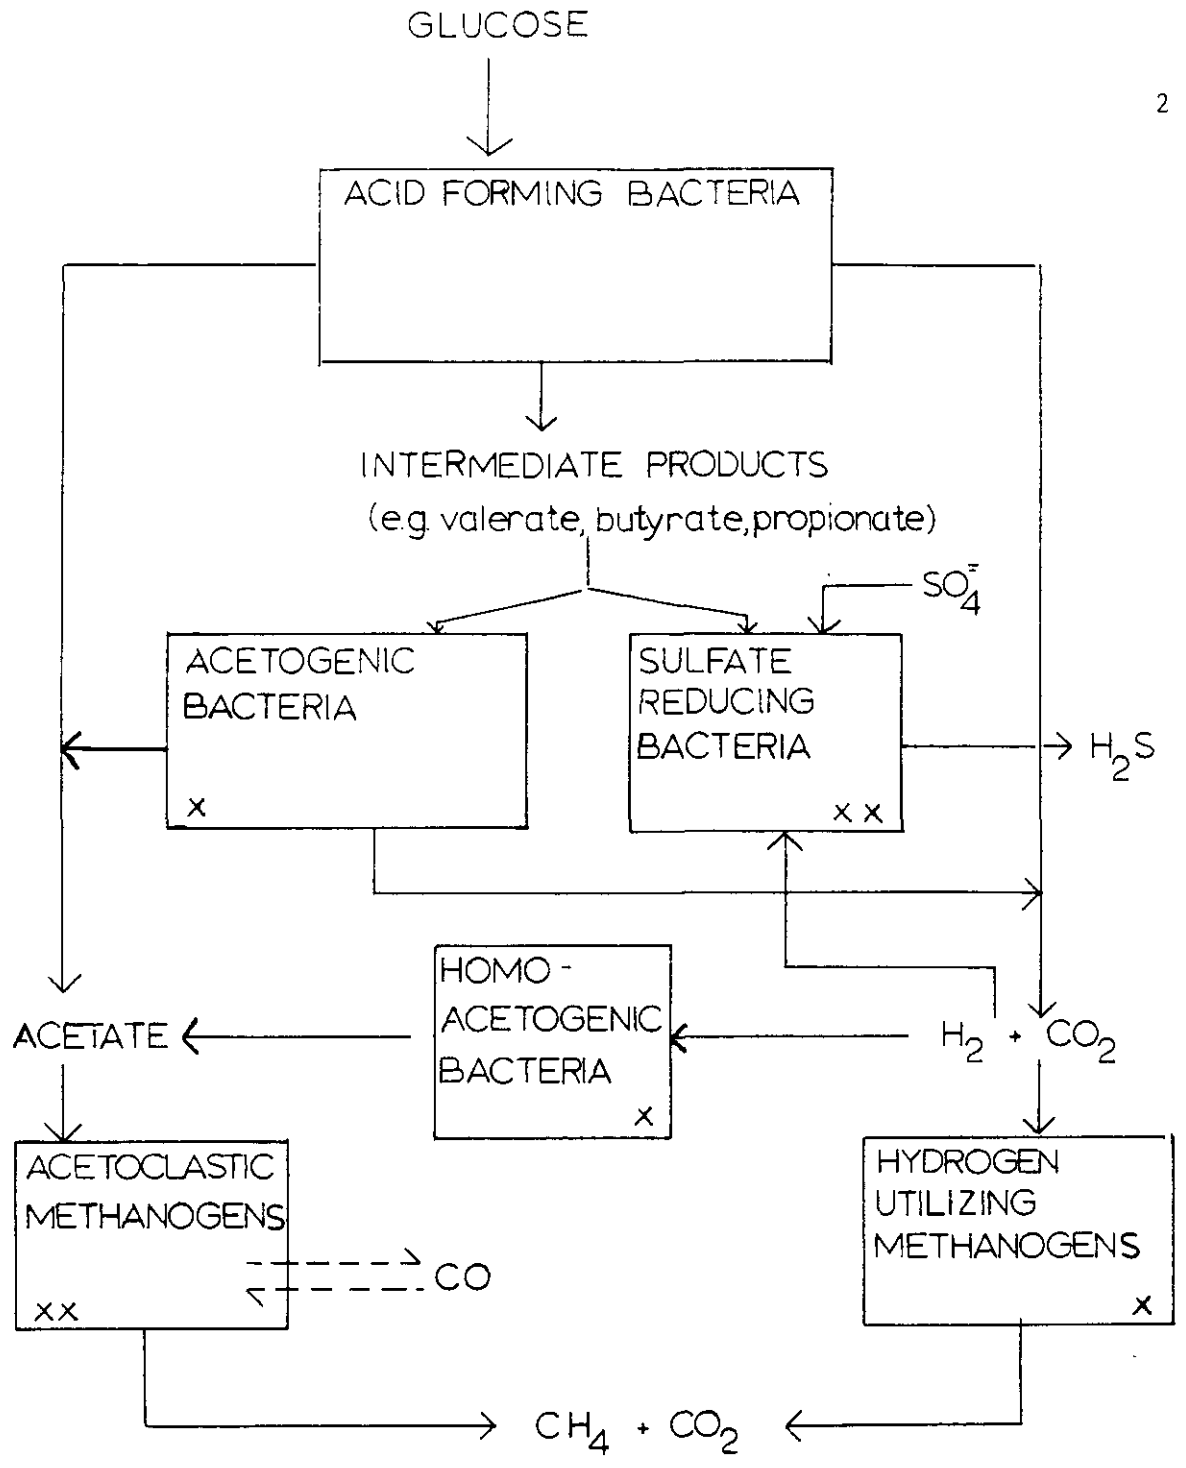 GLUCOSE
2
ACID FORMING BACTERIA
INTERMEDIATE PRODUCTS
(e.g. valerate, butyrate, propionate)
SO₄⁼
ACETOGENIC
BACTERIA
X
SULFATE
REDUCING
BACTERIA
X X
H₂S
HOMO-
ACETOGENIC
BACTERIA
X
ACETATE
H₂ + CO₂
ACETOCLASTIC
METHANOGENS
XX
CO
HYDROGEN
UTILIZING
METHANOGENS
X
CH₄ + CO₂